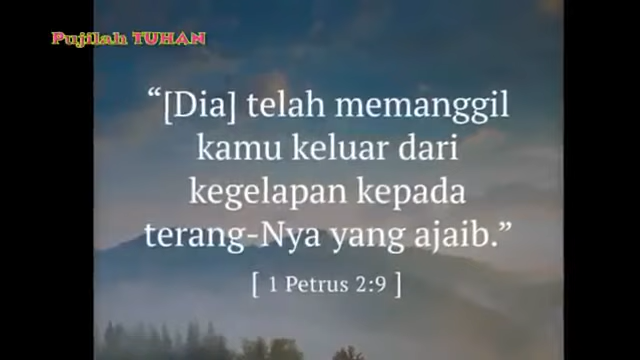 Pujilah TUHAN
“[Dia] telah memanggil
kamu keluar dari
kegelapan kepada
terang-Nya yang ajaib.”
[ 1 Petrus 2:9 ]